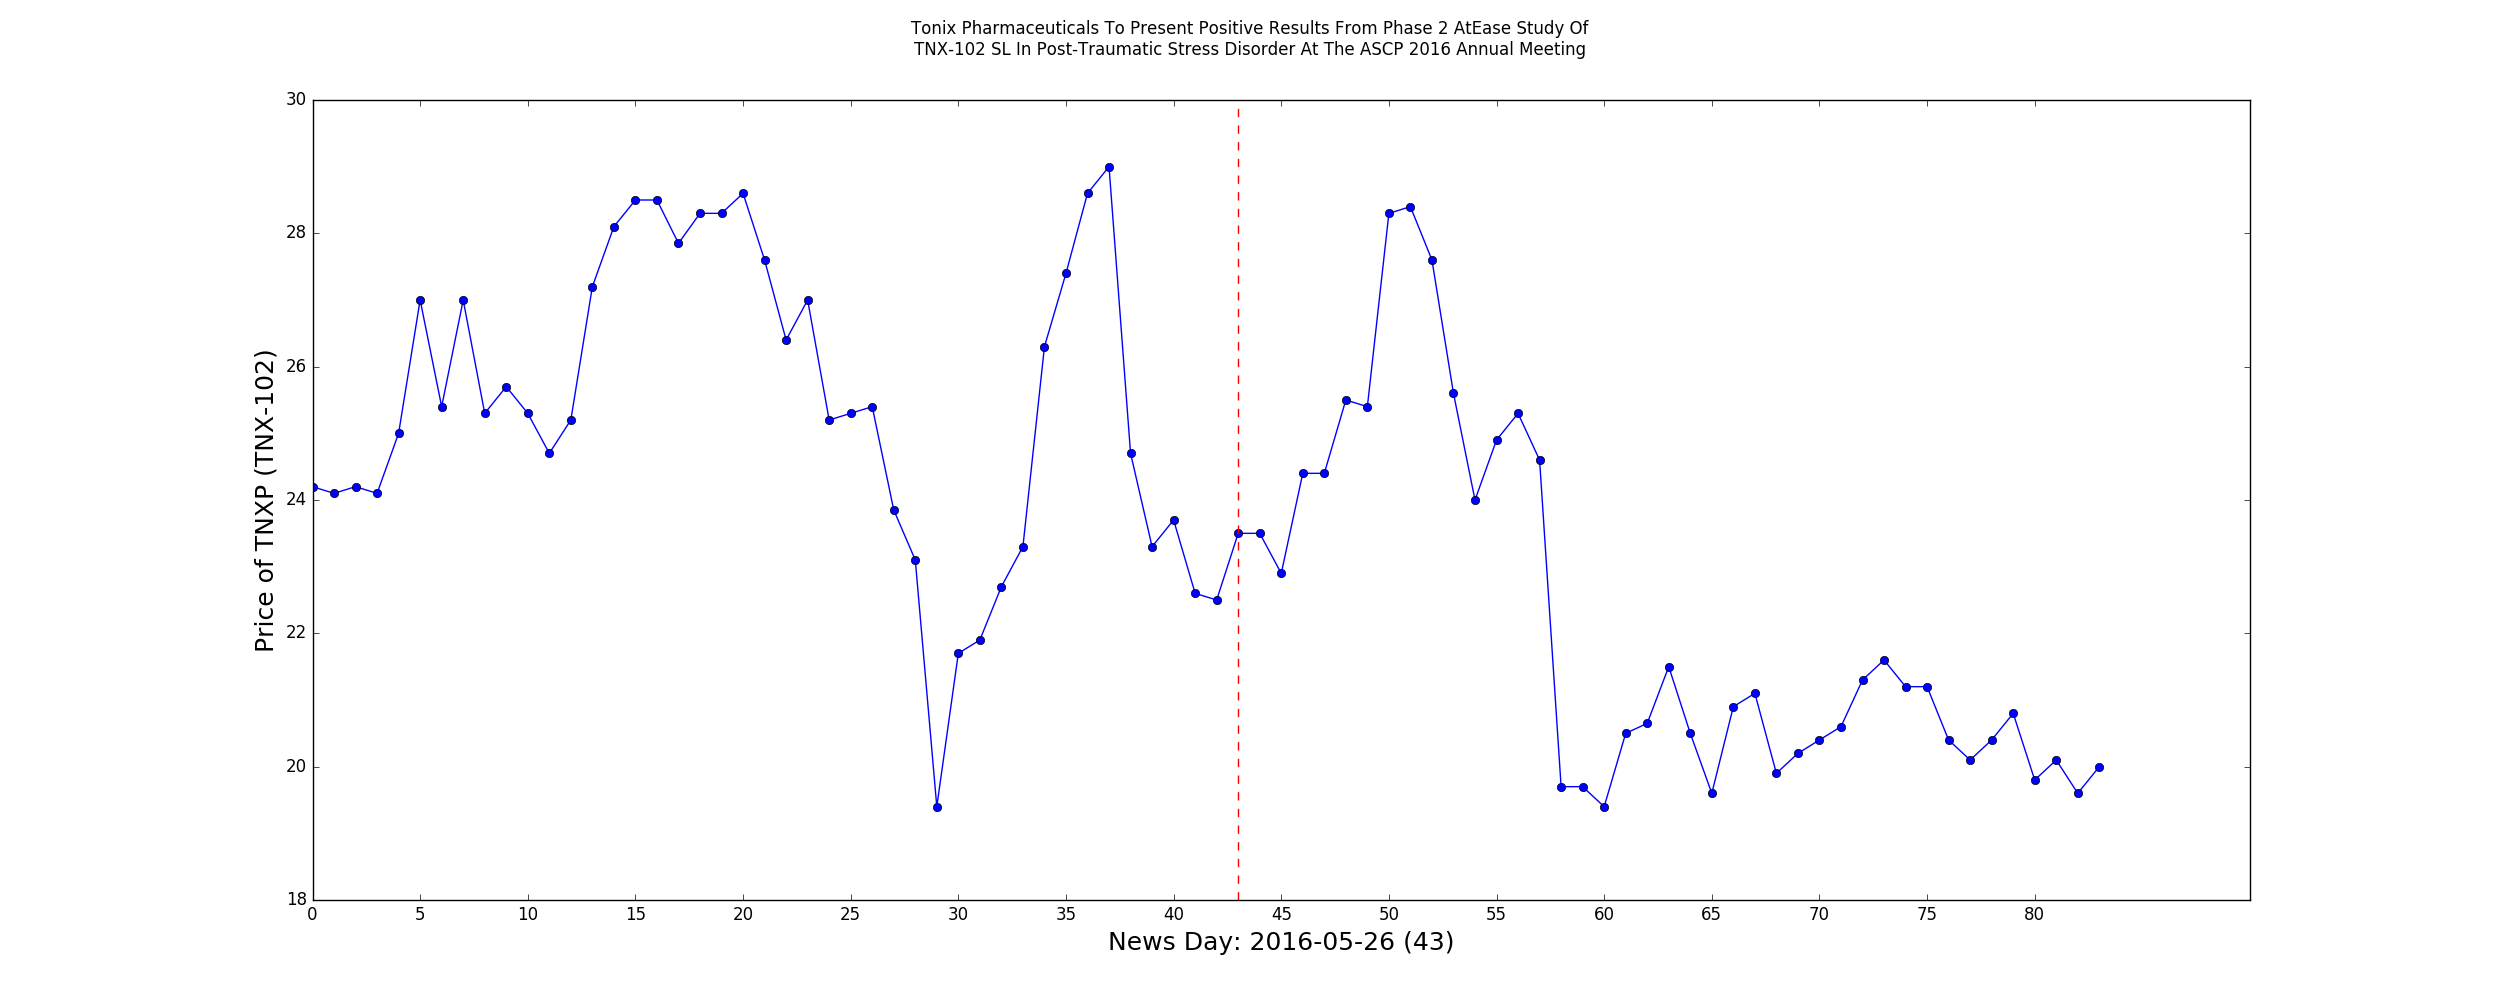 Tonix Pharmaceuticals To Present Positive Results From Phase 2 AtEase Study Of
TNX-102 SL In Post-Traumatic Stress Disorder At The ASCP 2016 Annual Meeting
30
28
26
24
22
20
18
Price of TNXP (TNX-102)
0 5 10 15 20 25 30 35 40 45 50 55 60 65 70 75 80
News Day: 2016-05-26 (43)